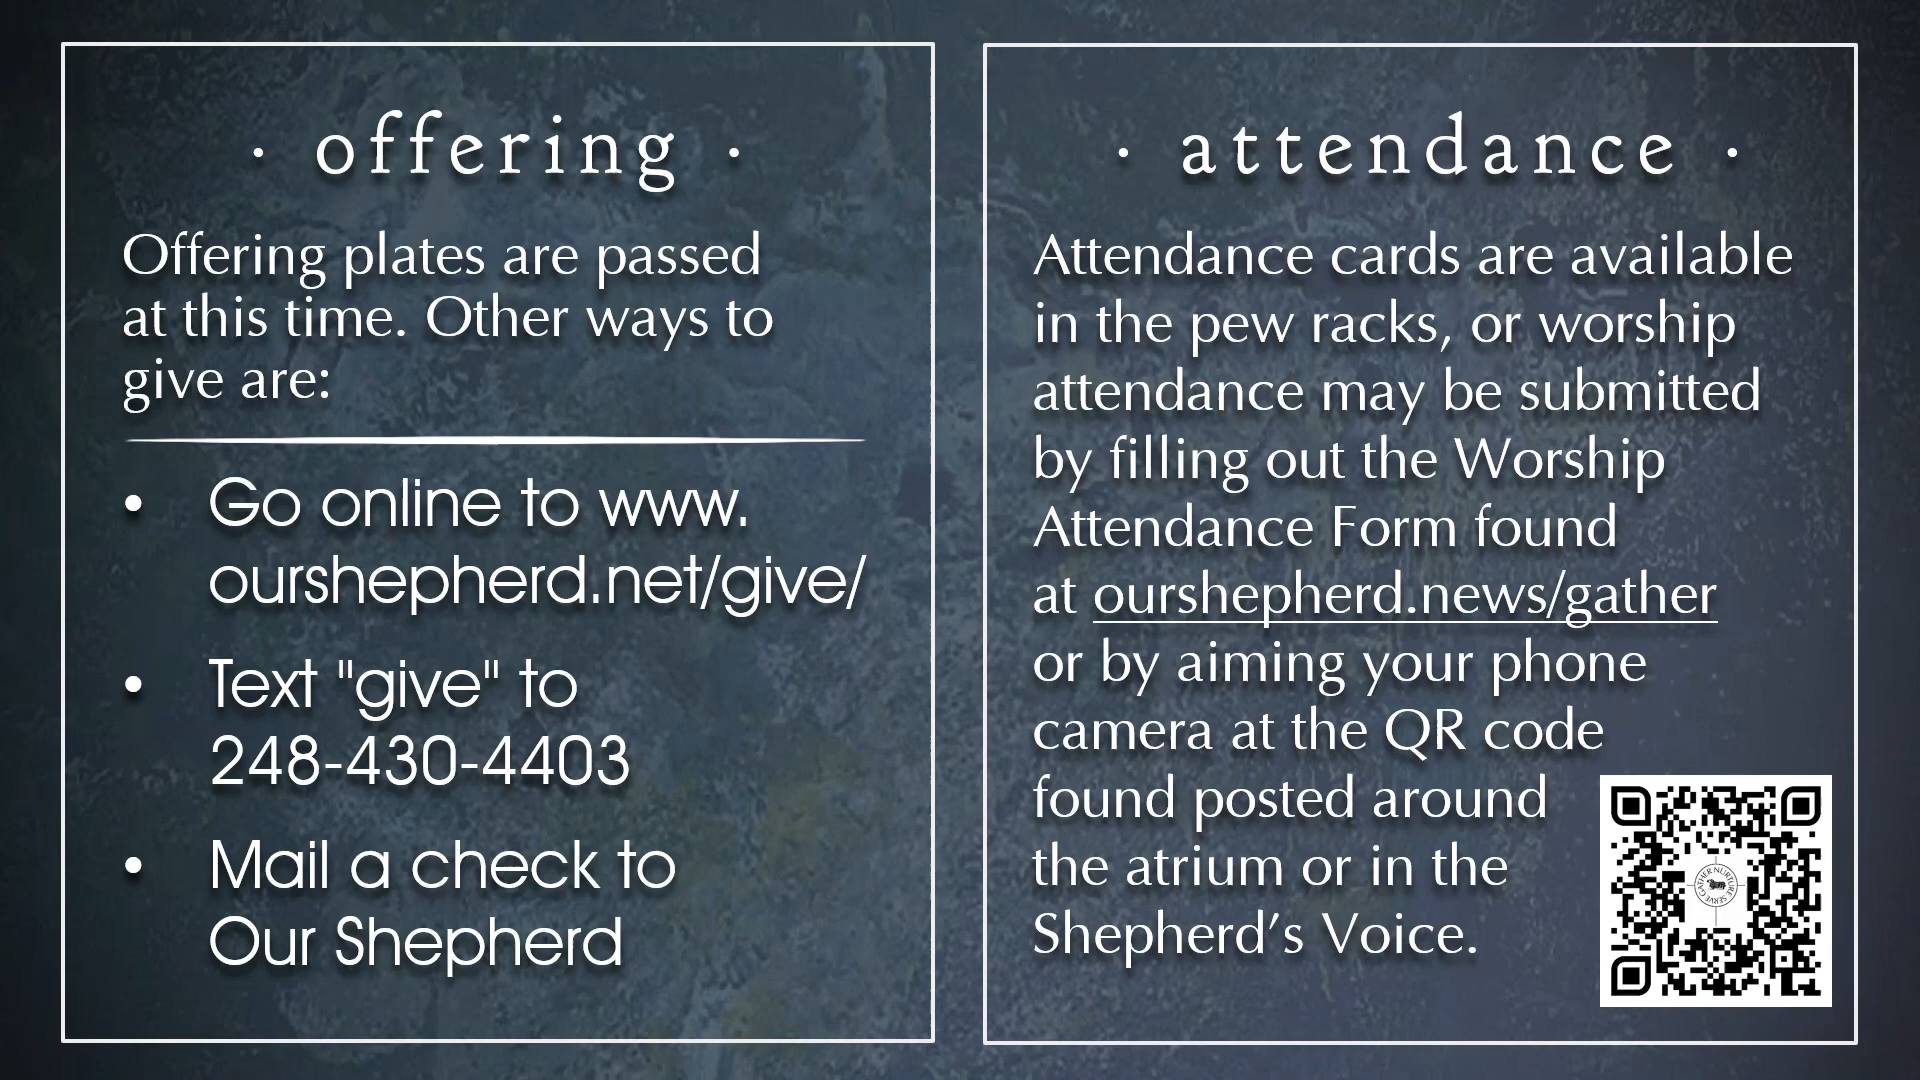 · offering ·
Offering plates are passed
at this time. Other ways to
give are:
• Go online to www.
ourshepherd.net/give/
• Text "give" to
248-430-4403
• Mail a check to
Our Shepherd
· attendance ·
Attendance cards are available
in the pew racks, or worship
attendance may be submitted
by filling out the Worship
Attendance Form found
at ourshepherd.news/gather
or by aiming your phone
camera at the QR code
found posted around
the atrium or in the
Shepherd’s Voice.
GATHER NURTURE SERVE